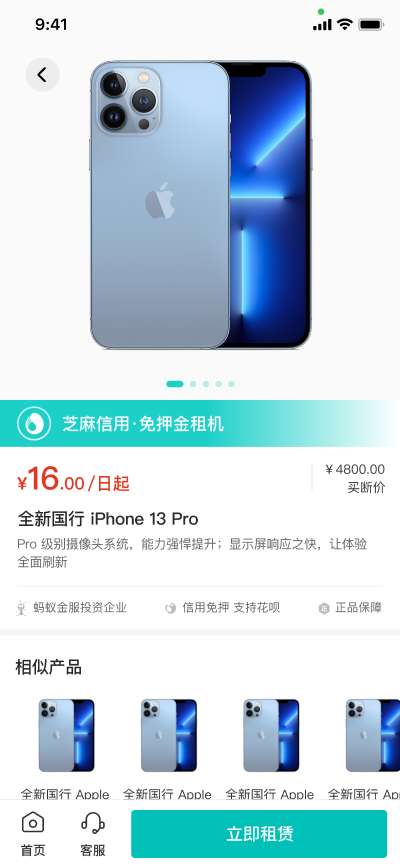 9:41
芝麻信用·免押金租机
¥16.00/日起
¥4800.00
买断价
全新国行 iPhone 13 Pro
Pro 级别摄像头系统，能力强悍提升；显示屏响应之快，让体验
全面刷新
蚂蚁金服投资企业 信用免押 支持花呗 正品保障
相似产品
全新国行 Apple 全新国行 Apple 全新国行 Apple 全新国行 App
首页 客服 立即租赁